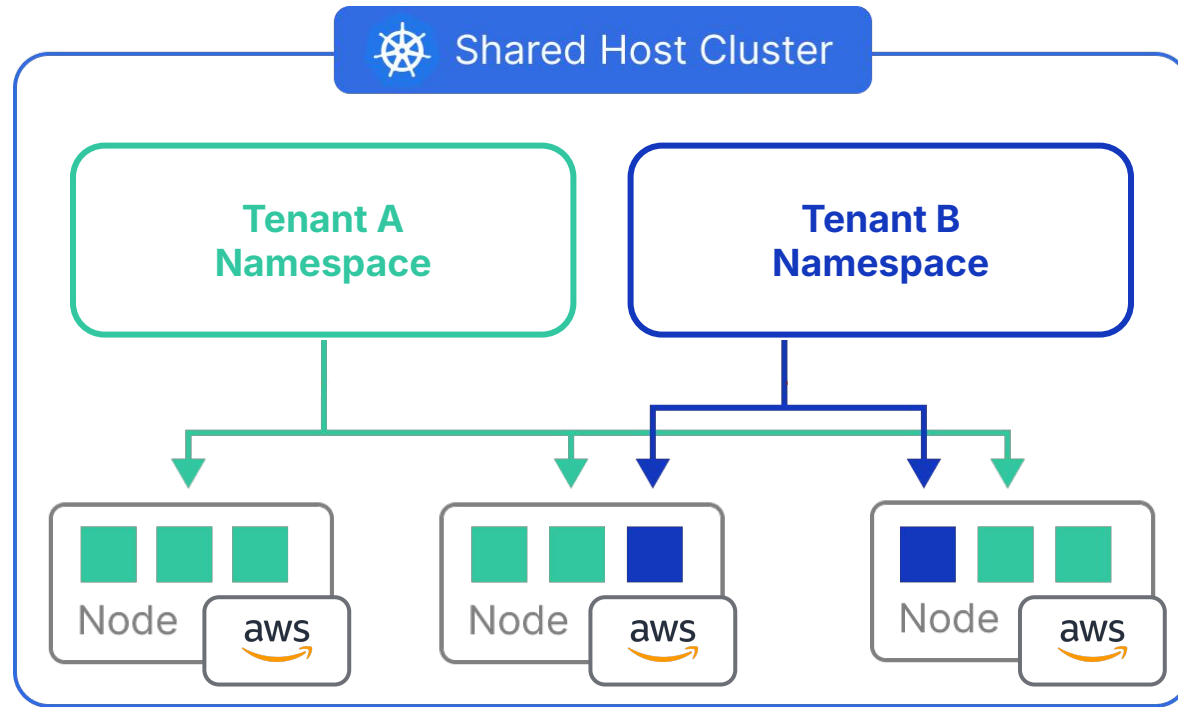 Shared Host Cluster
Tenant A
Namespace
Tenant B
Namespace
Node
aws
Node
aws
Node
aws